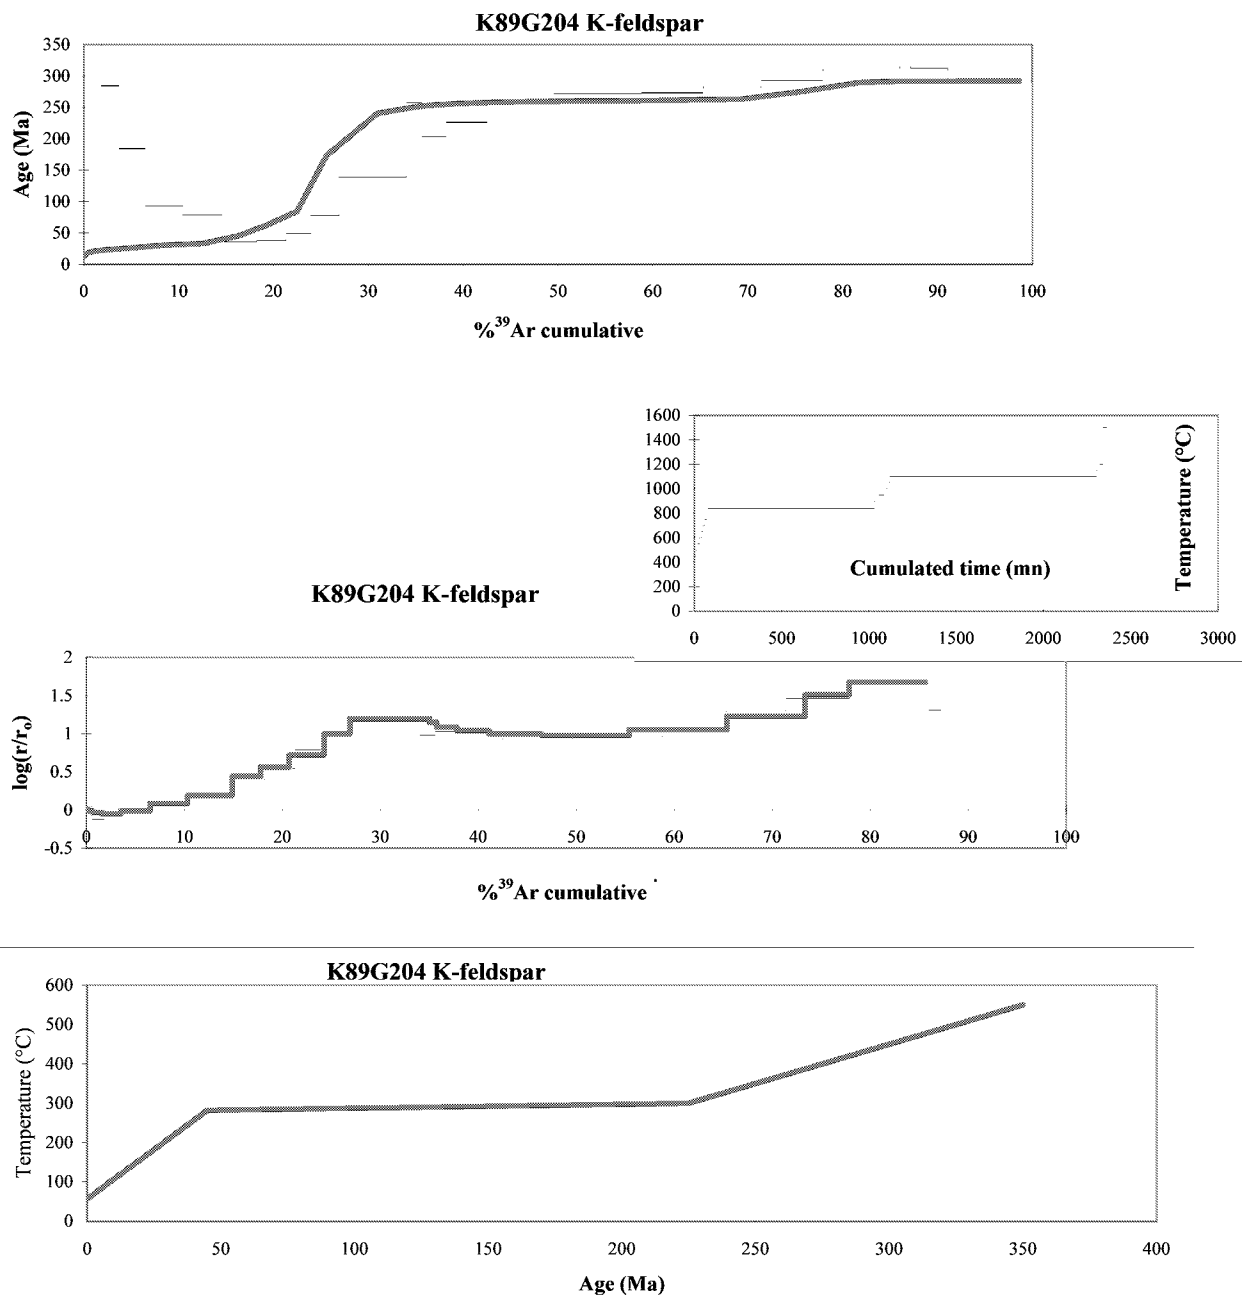 K89G204 K-feldspar
350
300
250
200
150
100
50
0
Age (Ma)
0 10 20 30 40 50 60 70 80 90 100
%³⁹Ar cumulative
1600
1400
1200
1000
800
600
400
200
0
Temperature (°C)
Cumulated time (mn)
0 500 1000 1500 2000 2500 3000
K89G204 K-feldspar
2
1.5
1
0.5
0
-0.5
log(r/rₒ)
0 10 20 30 40 50 60 70 80 90 100
%³⁹Ar cumulative
K89G204 K-feldspar
600
500
400
300
200
100
0
Temperature (°C)
0 50 100 150 200 250 300 350 400
Age (Ma)